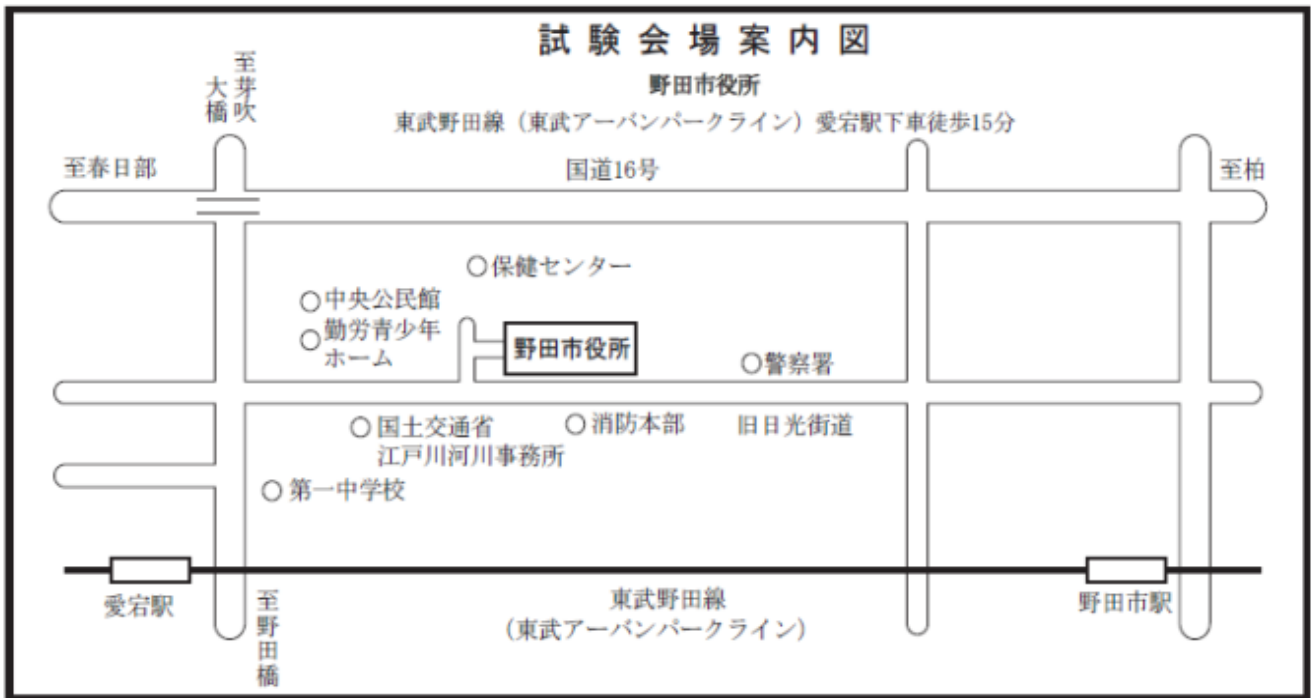 試験会場案内図
野田市役所
東武野田線（東武アーバンパークライン）愛宕駅下車徒歩15分
至芽吹
大橋
至春日部
国道16号
至柏
保健センター
中央公民館
勤労青少年
ホーム
野田市役所
警察署
国土交通省
江戸川河川事務所
消防本部
旧日光街道
第一中学校
愛宕駅
至野田橋
東武野田線
（東武アーバンパークライン）
野田市駅